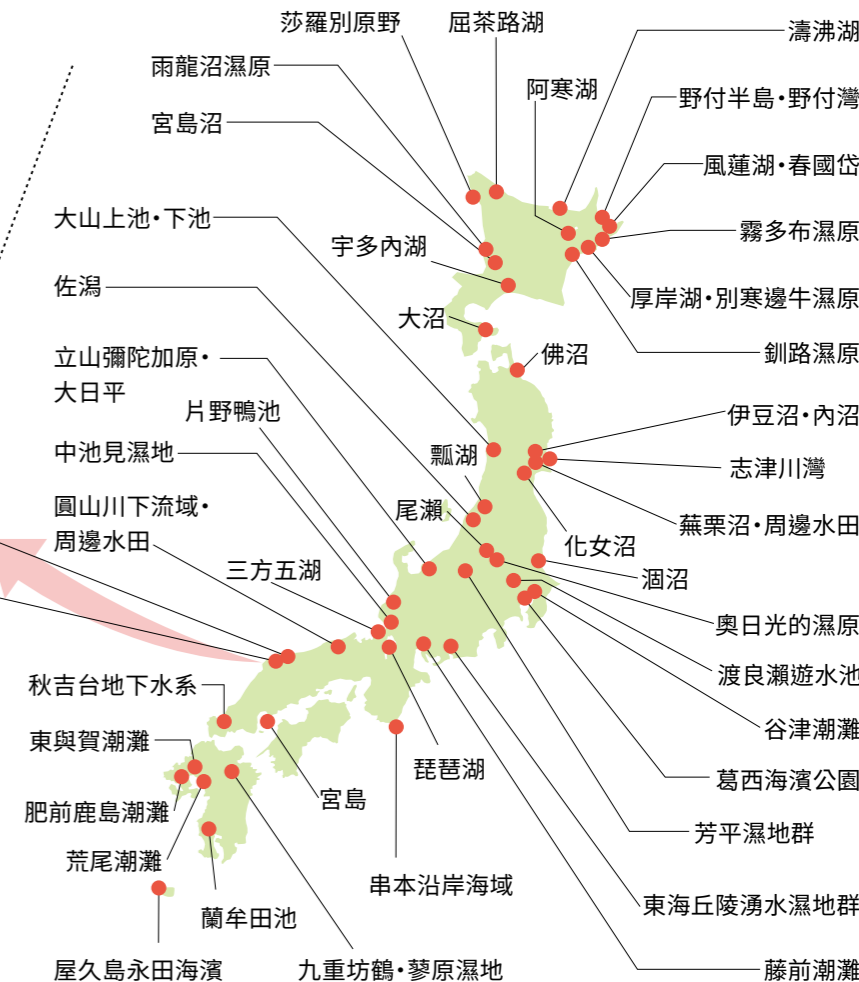 莎羅別原野
屈茶路湖
濤沸湖
雨龍沼濕原
阿寒湖
野付半島•野付灣
宮島沼
風蓮湖•春國岱
大山上池•下池
霧多布濕原
宇多內湖
佐潟
厚岸湖•別寒邊牛濕原
大沼
釧路濕原
立山彌陀加原•
大日平
佛沼
片野鴨池
伊豆沼•內沼
中池見濕地
瓢湖
志津川灣
圓山川下流域•
周邊水田
尾瀨
蕪栗沼•周邊水田
化女沼
三方五湖
涸沼
奧日光的濕原
渡良瀨遊水池
秋吉台地下水系
谷津潮灘
東與賀潮灘
琵琶湖
葛西海濱公園
宮島
肥前鹿島潮灘
芳平濕地群
荒尾潮灘
串本沿岸海域
東海丘陵湧水濕地群
藺牟田池
屋久島永田海濱
九重坊鶴•蓼原濕地
藤前潮灘